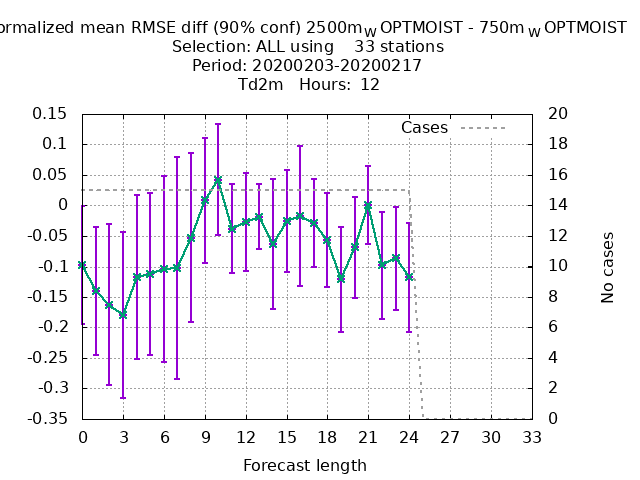 ormalized mean RMSE diff (90% conf) 2500mW OPTMOIST - 750mW OPTMOIST
Selection: ALL using 33 stations
Period: 20200203-20200217
Td2m Hours: 12
Cases
0.15
0.1
0.05
0
-0.05
-0.1
-0.15
-0.2
-0.25
-0.3
-0.35
20
18
16
14
12
10
8
6
4
2
0
No cases
0 3 6 9 12 15 18 21 24 27 30 33
Forecast length